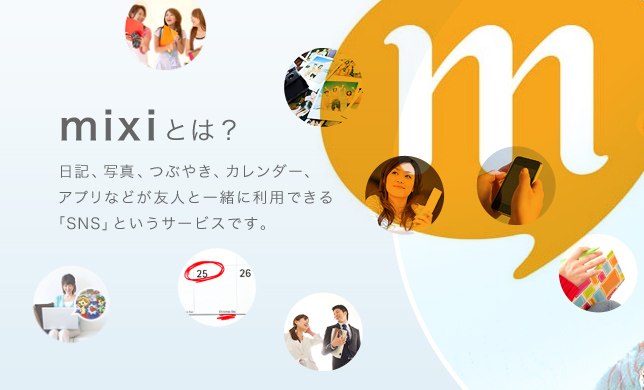 m
mixiとは？
日記、写真、つぶやき、カレンダー、
アプリなどが友人と一緒に利用できる
「SNS」というサービスです。
25 26